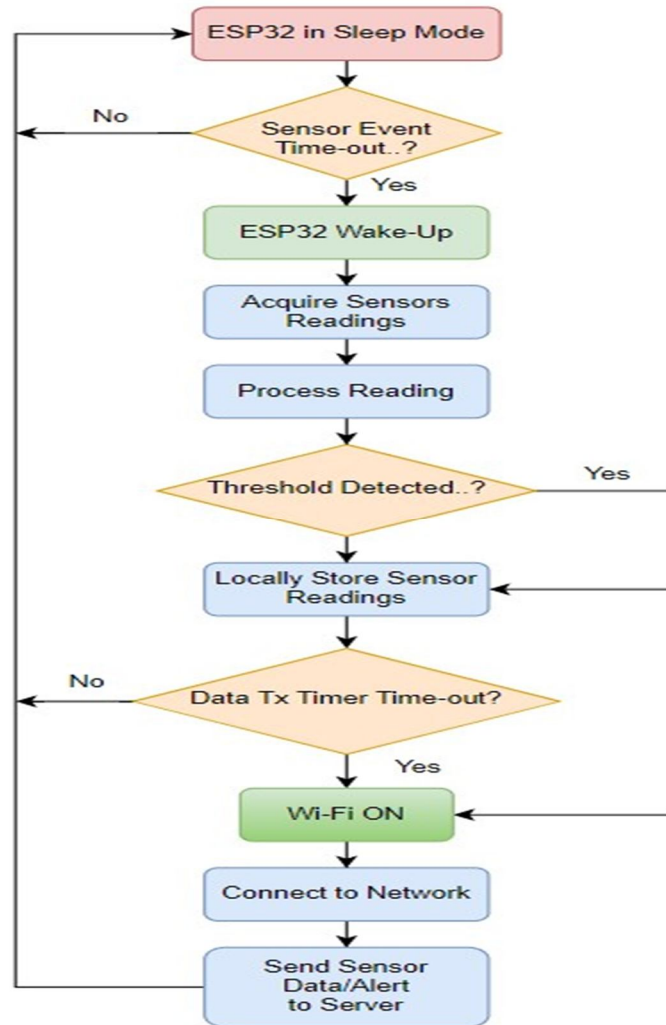 ESP32 in Sleep Mode
No
Sensor Event
Time-out..?
Yes
ESP32 Wake-Up
Acquire Sensors
Readings
Process Reading
Threshold Detected..?
Yes
Locally Store Sensor
Readings
No
Data Tx Timer Time-out?
Yes
Wi-Fi ON
Connect to Network
Send Sensor
Data/Alert
to Server